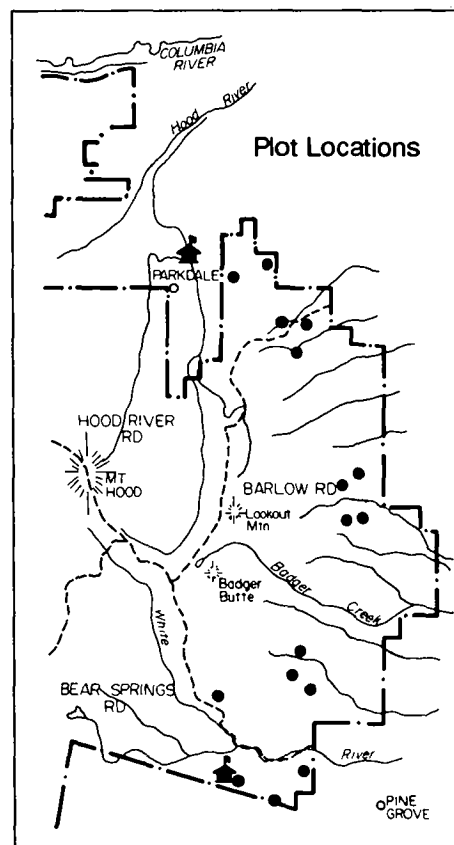 COLUMBIA
RIVER
Hood River
Plot Locations
PARKDALE
HOOD RIVER
RD
MT
HOOD
BARLOW RD
Lookout
Mtn
Badger
Butte
Badger Creek
White
BEAR SPRINGS
RD
River
PINE
GROVE